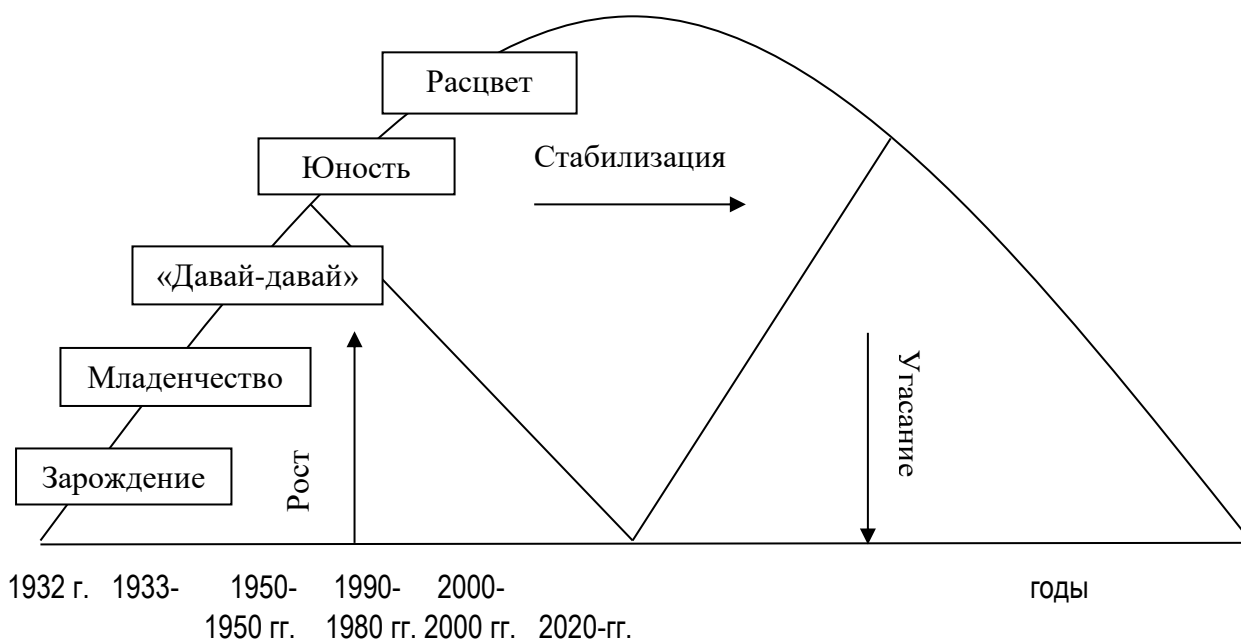 Расцвет
Юность
Стабилизация
«Давай-давай»
Младенчество
Угасание
Зарождение
Рост
1932 г. 1933- 1950- 1990- 2000- годы
1950 гг. 1980 гг. 2000 гг. 2020-гг.